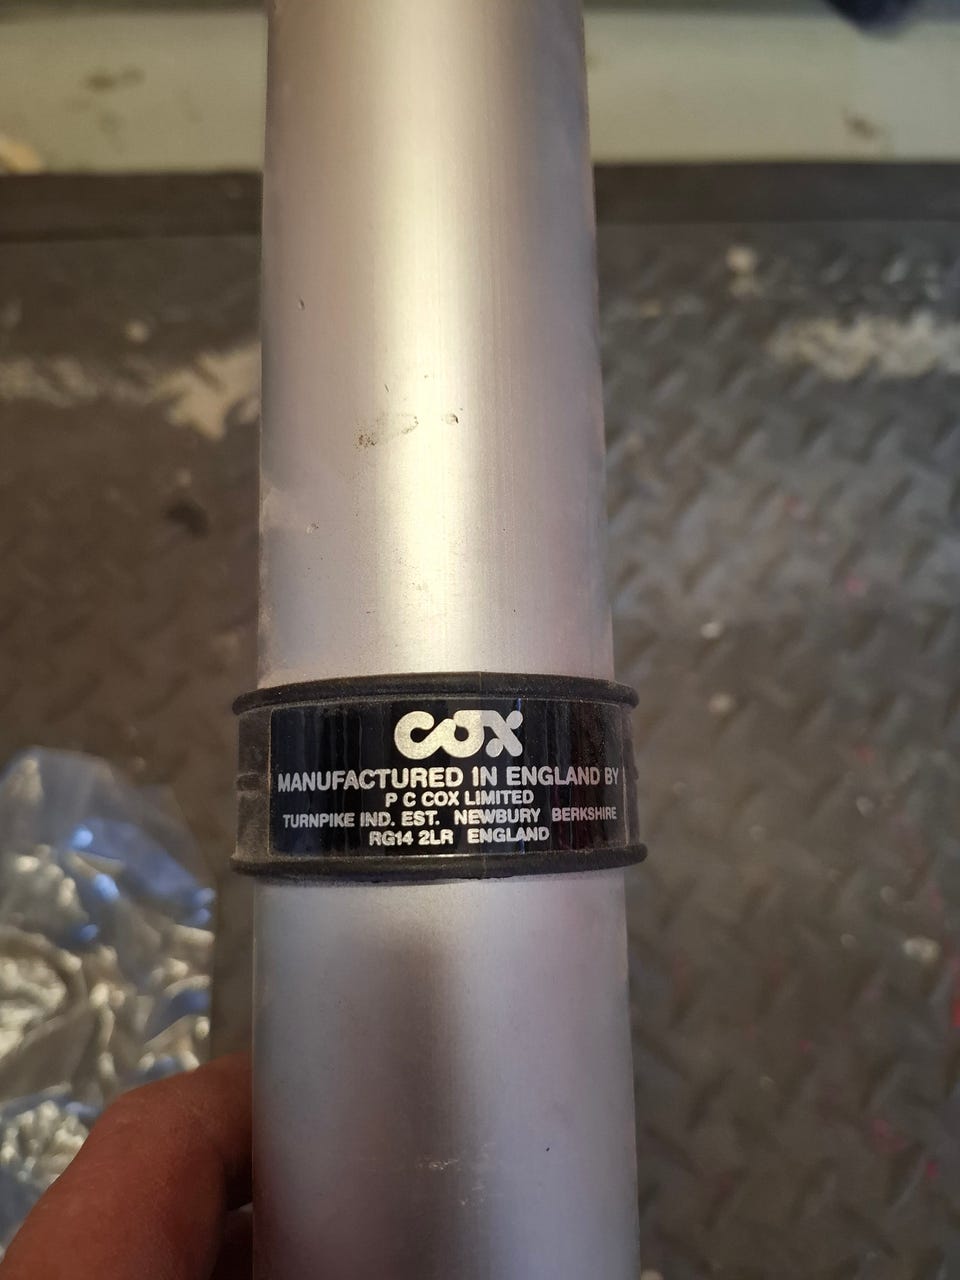 COX
MANUFACTURED IN ENGLAND BY
P C COX LIMITED
TURNPIKE IND. EST. NEWBURY BERKSHIRE
RG14 2LR ENGLAND